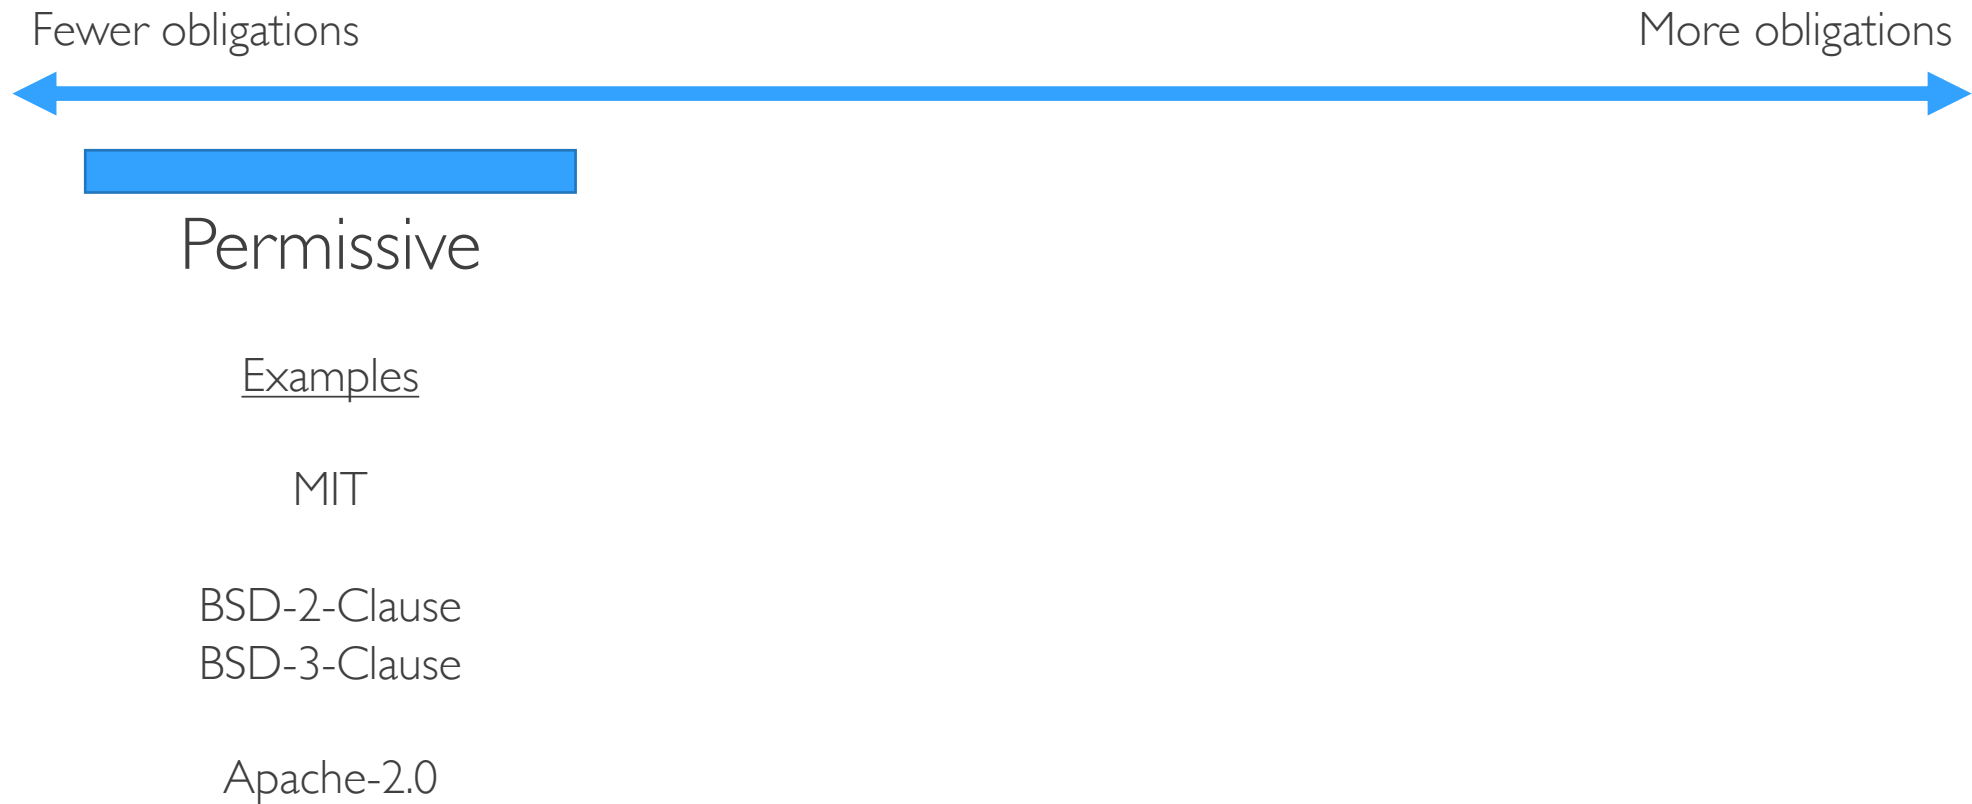 Fewer obligations
More obligations
Permissive
Examples
MIT
BSD-2-Clause
BSD-3-Clause
Apache-2.0